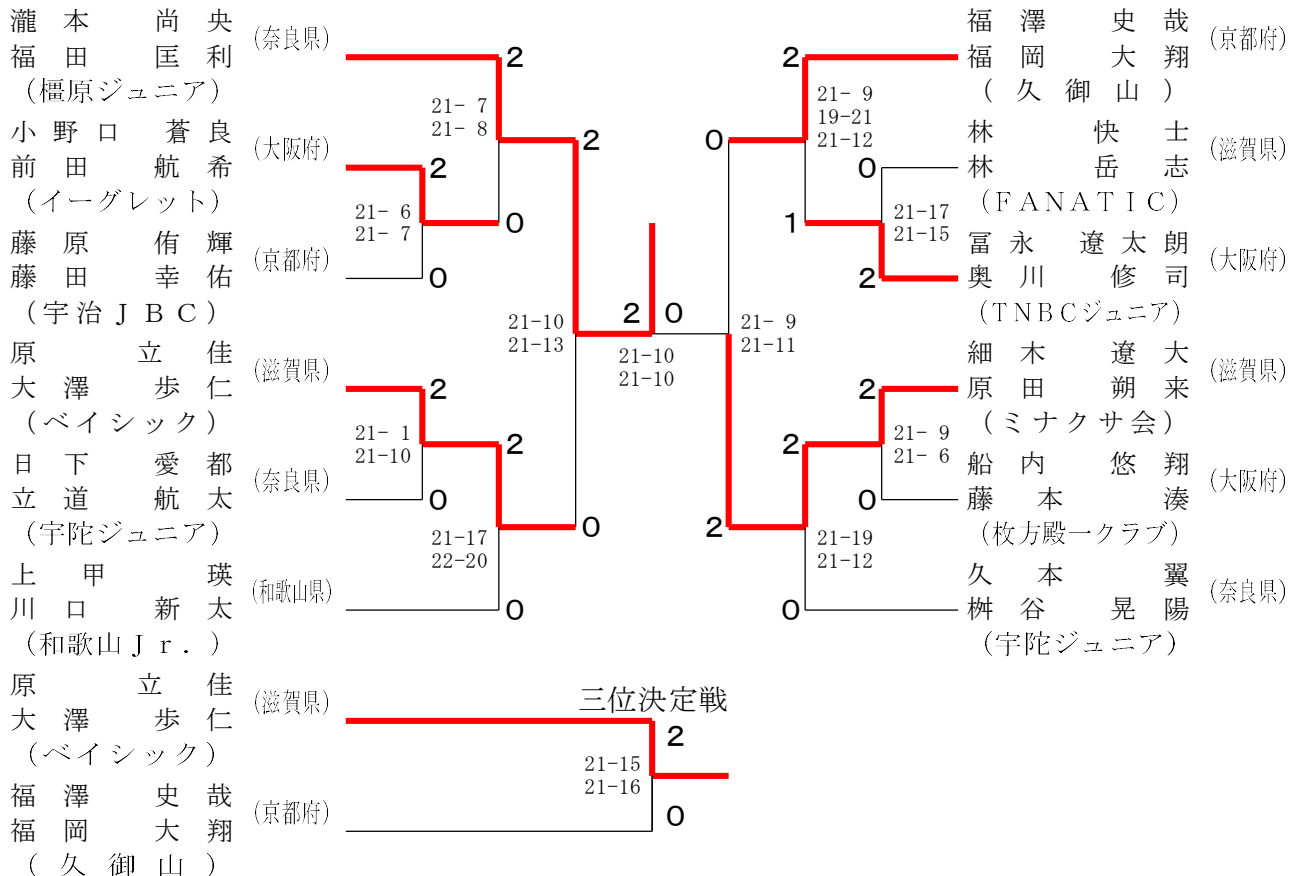 瀧本 尚央
福田 匡利
(奈良県)
(橿原ジュニア)
小野口 蒼良
前田 航希
(大阪府)
(イーグレット)
藤原 侑輝
藤田 幸佑
(京都府)
(宇治JBC)
原 立佳
大澤 歩仁
(滋賀県)
(ベイシック)
日下 愛都
立道 航太
(奈良県)
(宇陀ジュニア)
上甲 瑛
川口 新太
(和歌山県)
(和歌山Jr.)
2
21- 7
21- 8
2
2
21- 6
21- 7
0
0
21-10
21-13
2
21- 1
21-10
2
0
21-17
22-20
0
0
2 0
21-10
21-10
2
21- 9
19-21
21-12
0
0
1
21-17
21-15
2
21- 9
21-11
2
2
21- 9
21- 6
0
2
21-19
21-12
0
福澤 史哉
福岡 大翔
(京都府)
(久御山)
林 快士
林 岳志
(滋賀県)
(FANATIC)
冨永 遼太朗
奥川 修司
(大阪府)
(TNBCジュニア)
細木 遼大
原田 朔来
(滋賀県)
(ミナクサ会)
船内 悠翔
藤本 湊
(大阪府)
(枚方殿一クラブ)
久本 翼
桝谷 晃陽
(奈良県)
(宇陀ジュニア)
三位決定戦
原 立佳
大澤 歩仁
(滋賀県)
(ベイシック)
2
21-15
21-16
0
福澤 史哉
福岡 大翔
(京都府)
(久御山)